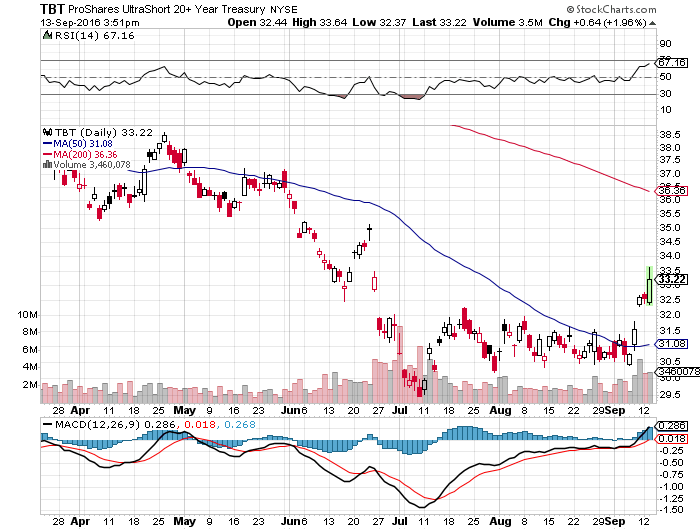 TBT ProShares UltraShort 20+ Year Treasury NYSE
© StockCharts.com
13-Sep-2016 3:51pm
Open 32.44 High 33.64 Low 32.37 Last 33.22 Volume 3.5M Chg +0.64 (+1.96%)
RSI(14) 67.16
90
70
67.16
50
30
10
TBT (Daily) 33.22
MA(50) 31.08
MA(200) 36.36
Volume 3,460,078
38.5
38.0
37.5
37.0
36.5
36.36
36.0
35.5
35.0
34.5
34.0
33.5
33.22
33.0
32.5
32.0
31.5
31.08
31.0
30.5
3460078
30.0
29.5
10M
8M
6M
4M
2M
28 Apr 11 18 25 May 9 16 23 Jun 6 13 20 27 Jul 11 18 25 Aug 8 15 22 29 Sep 12
MACD(12,26,9) 0.286, 0.018, 0.268
0.286
0.018
-0.25
-0.50
-0.75
-1.00
-1.25
-1.50
28 Apr 11 18 25 May 9 16 23 Jun 6 13 20 27 Jul 11 18 25 Aug 8 15 22 29 Sep 12